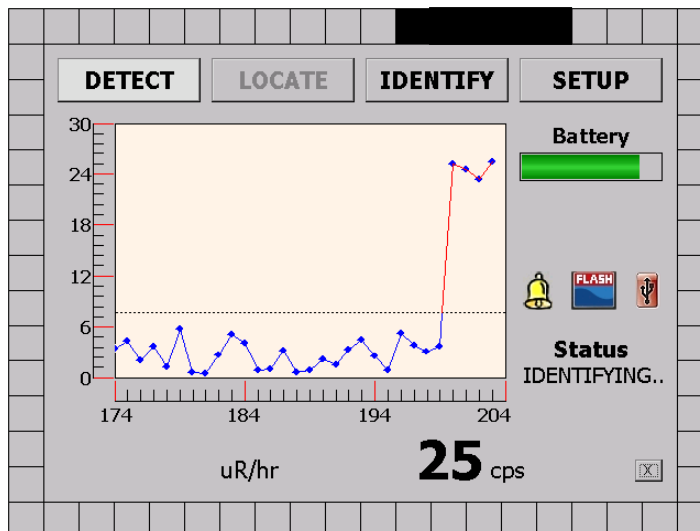 DETECT LOCATE IDENTIFY SETUP
30
24
18
12
6
0
174 184 194 204
Battery
FLASH
Status
IDENTIFYING..
uR/hr 25 cps
X